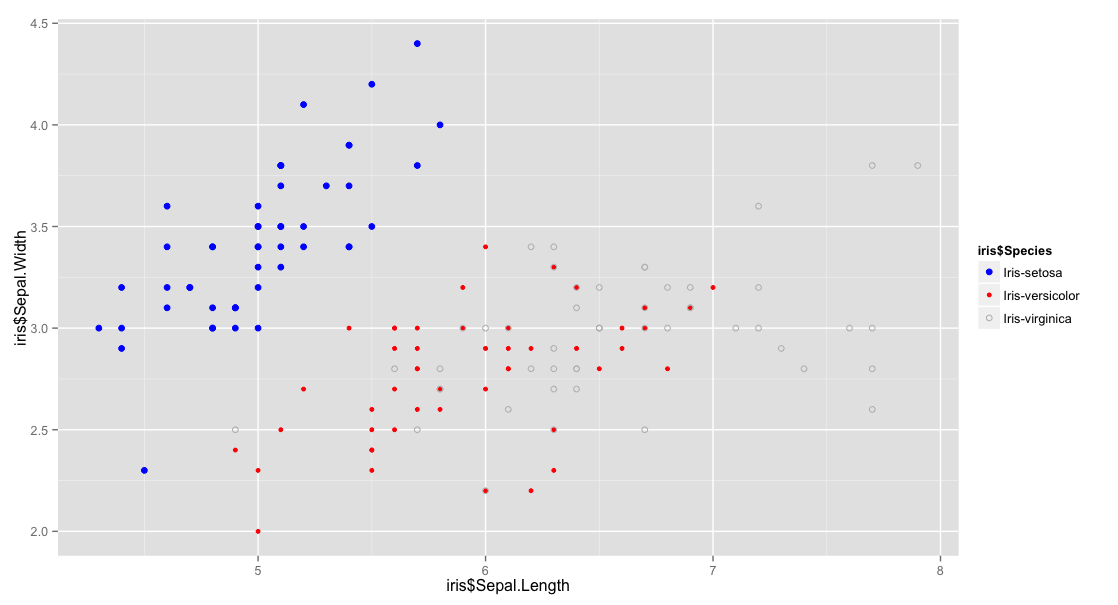 4.5
4.0
3.5
3.0
2.5
2.0
iris$Sepal.Width
5
6
7
8
iris$Sepal.Length
iris$Species
Iris-setosa
Iris-versicolor
Iris-virginica